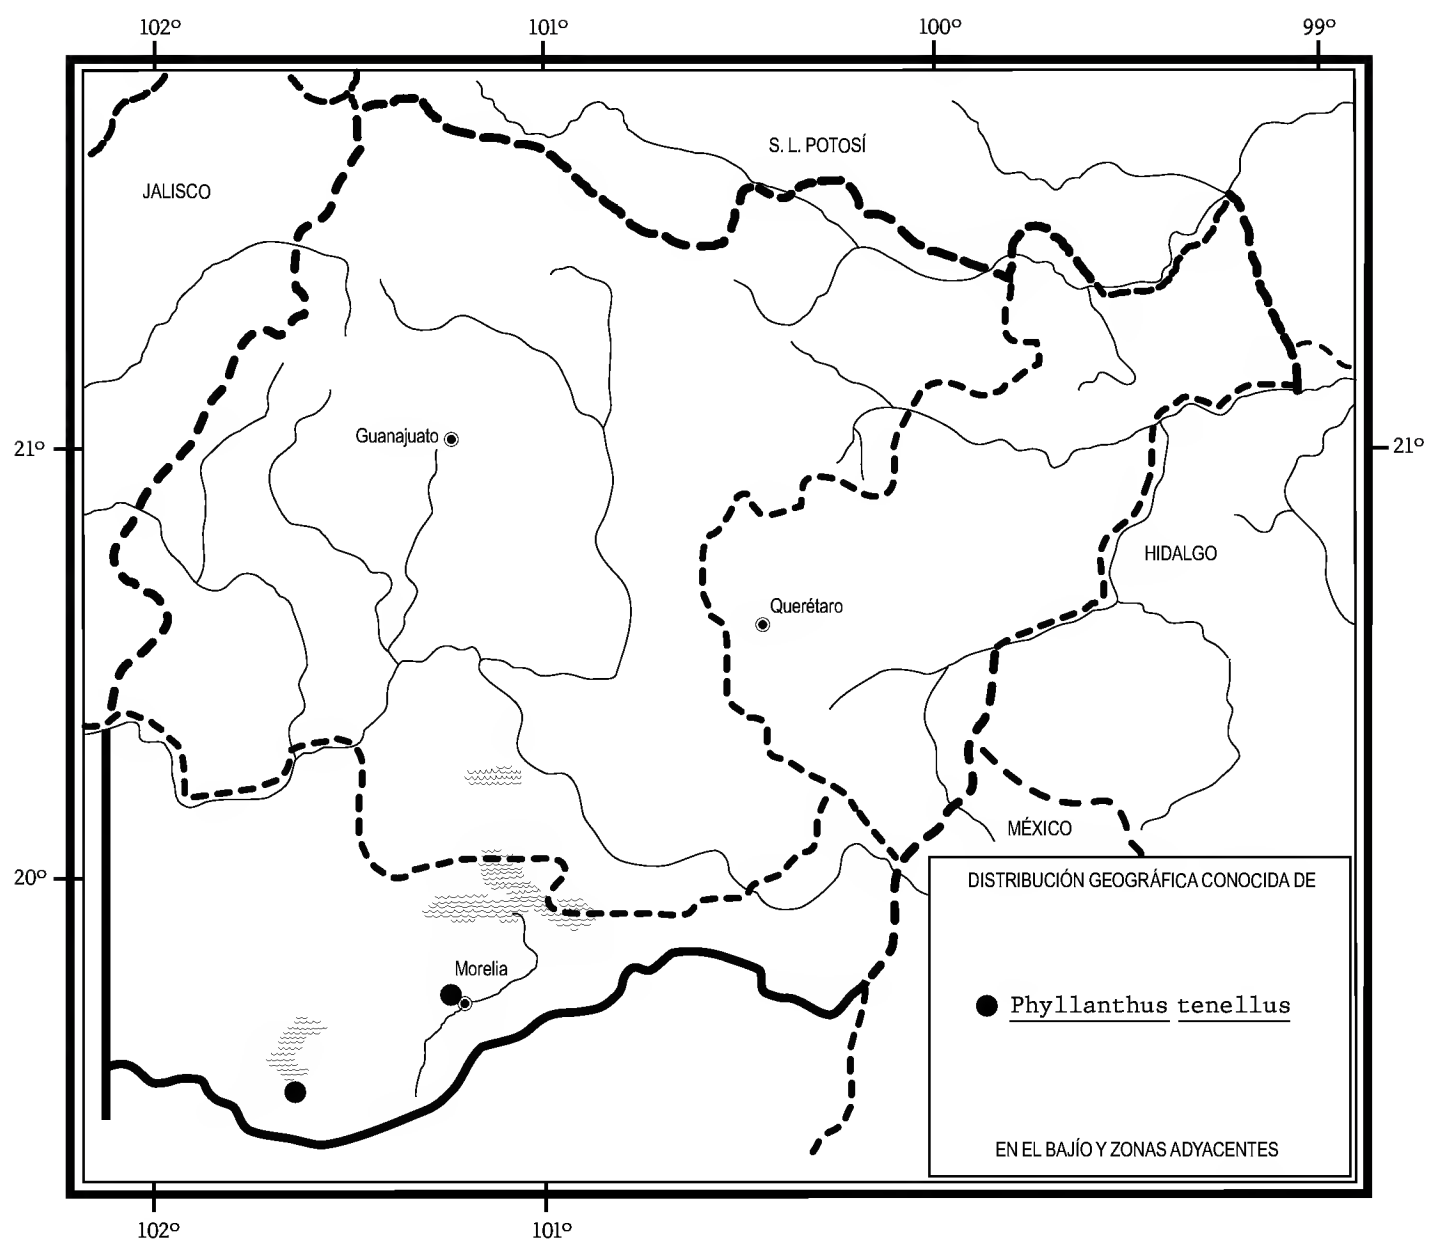 102º 101º 100º 99º
S. L. POTOSÍ
JALISCO
Guanajuato
21º 21º
HIDALGO
Querétaro
MÉXICO
20º
DISTRIBUCIÓN GEOGRÁFICA CONOCIDA DE
Morelia
Phyllanthus tenellus
EN EL BAJÍO Y ZONAS ADYACENTES
102º 101º